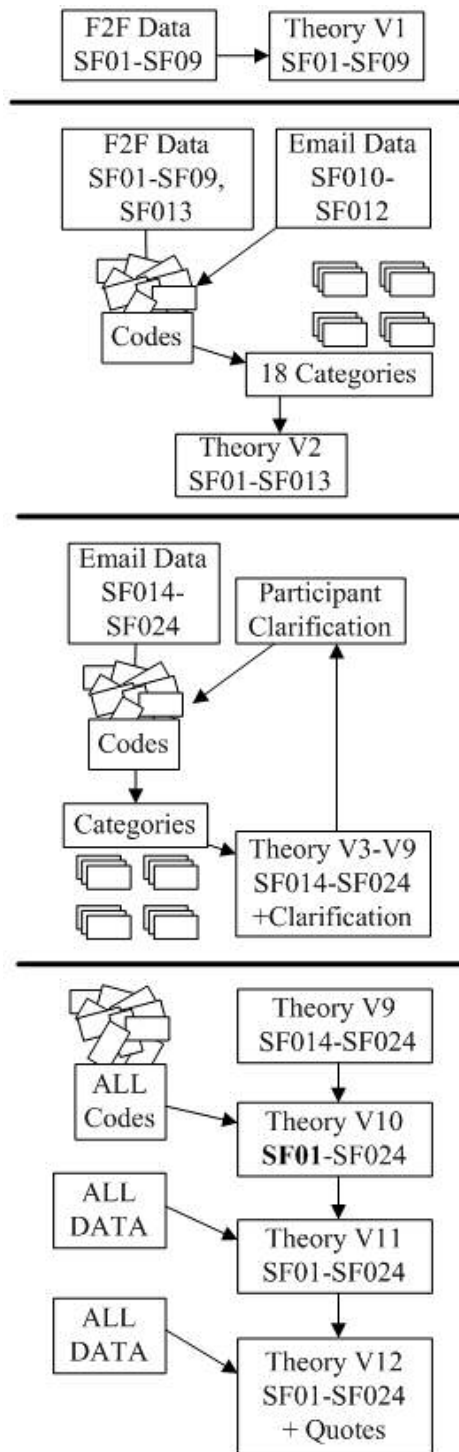 F2F Data
SF01-SF09
Theory V1
SF01-SF09
F2F Data
SF01-SF09,
SF013
Email Data
SF010-
SF012
Codes
18 Categories
Theory V2
SF01-SF013
Email Data
SF014-
SF024
Participant
Clarification
Codes
Categories
Theory V3-V9
SF014-SF024
+Clarification
Theory V9
SF014-SF024
ALL
Codes
Theory V10
SF01-SF024
ALL
DATA
Theory V11
SF01-SF024
ALL
DATA
Theory V12
SF01-SF024
+ Quotes